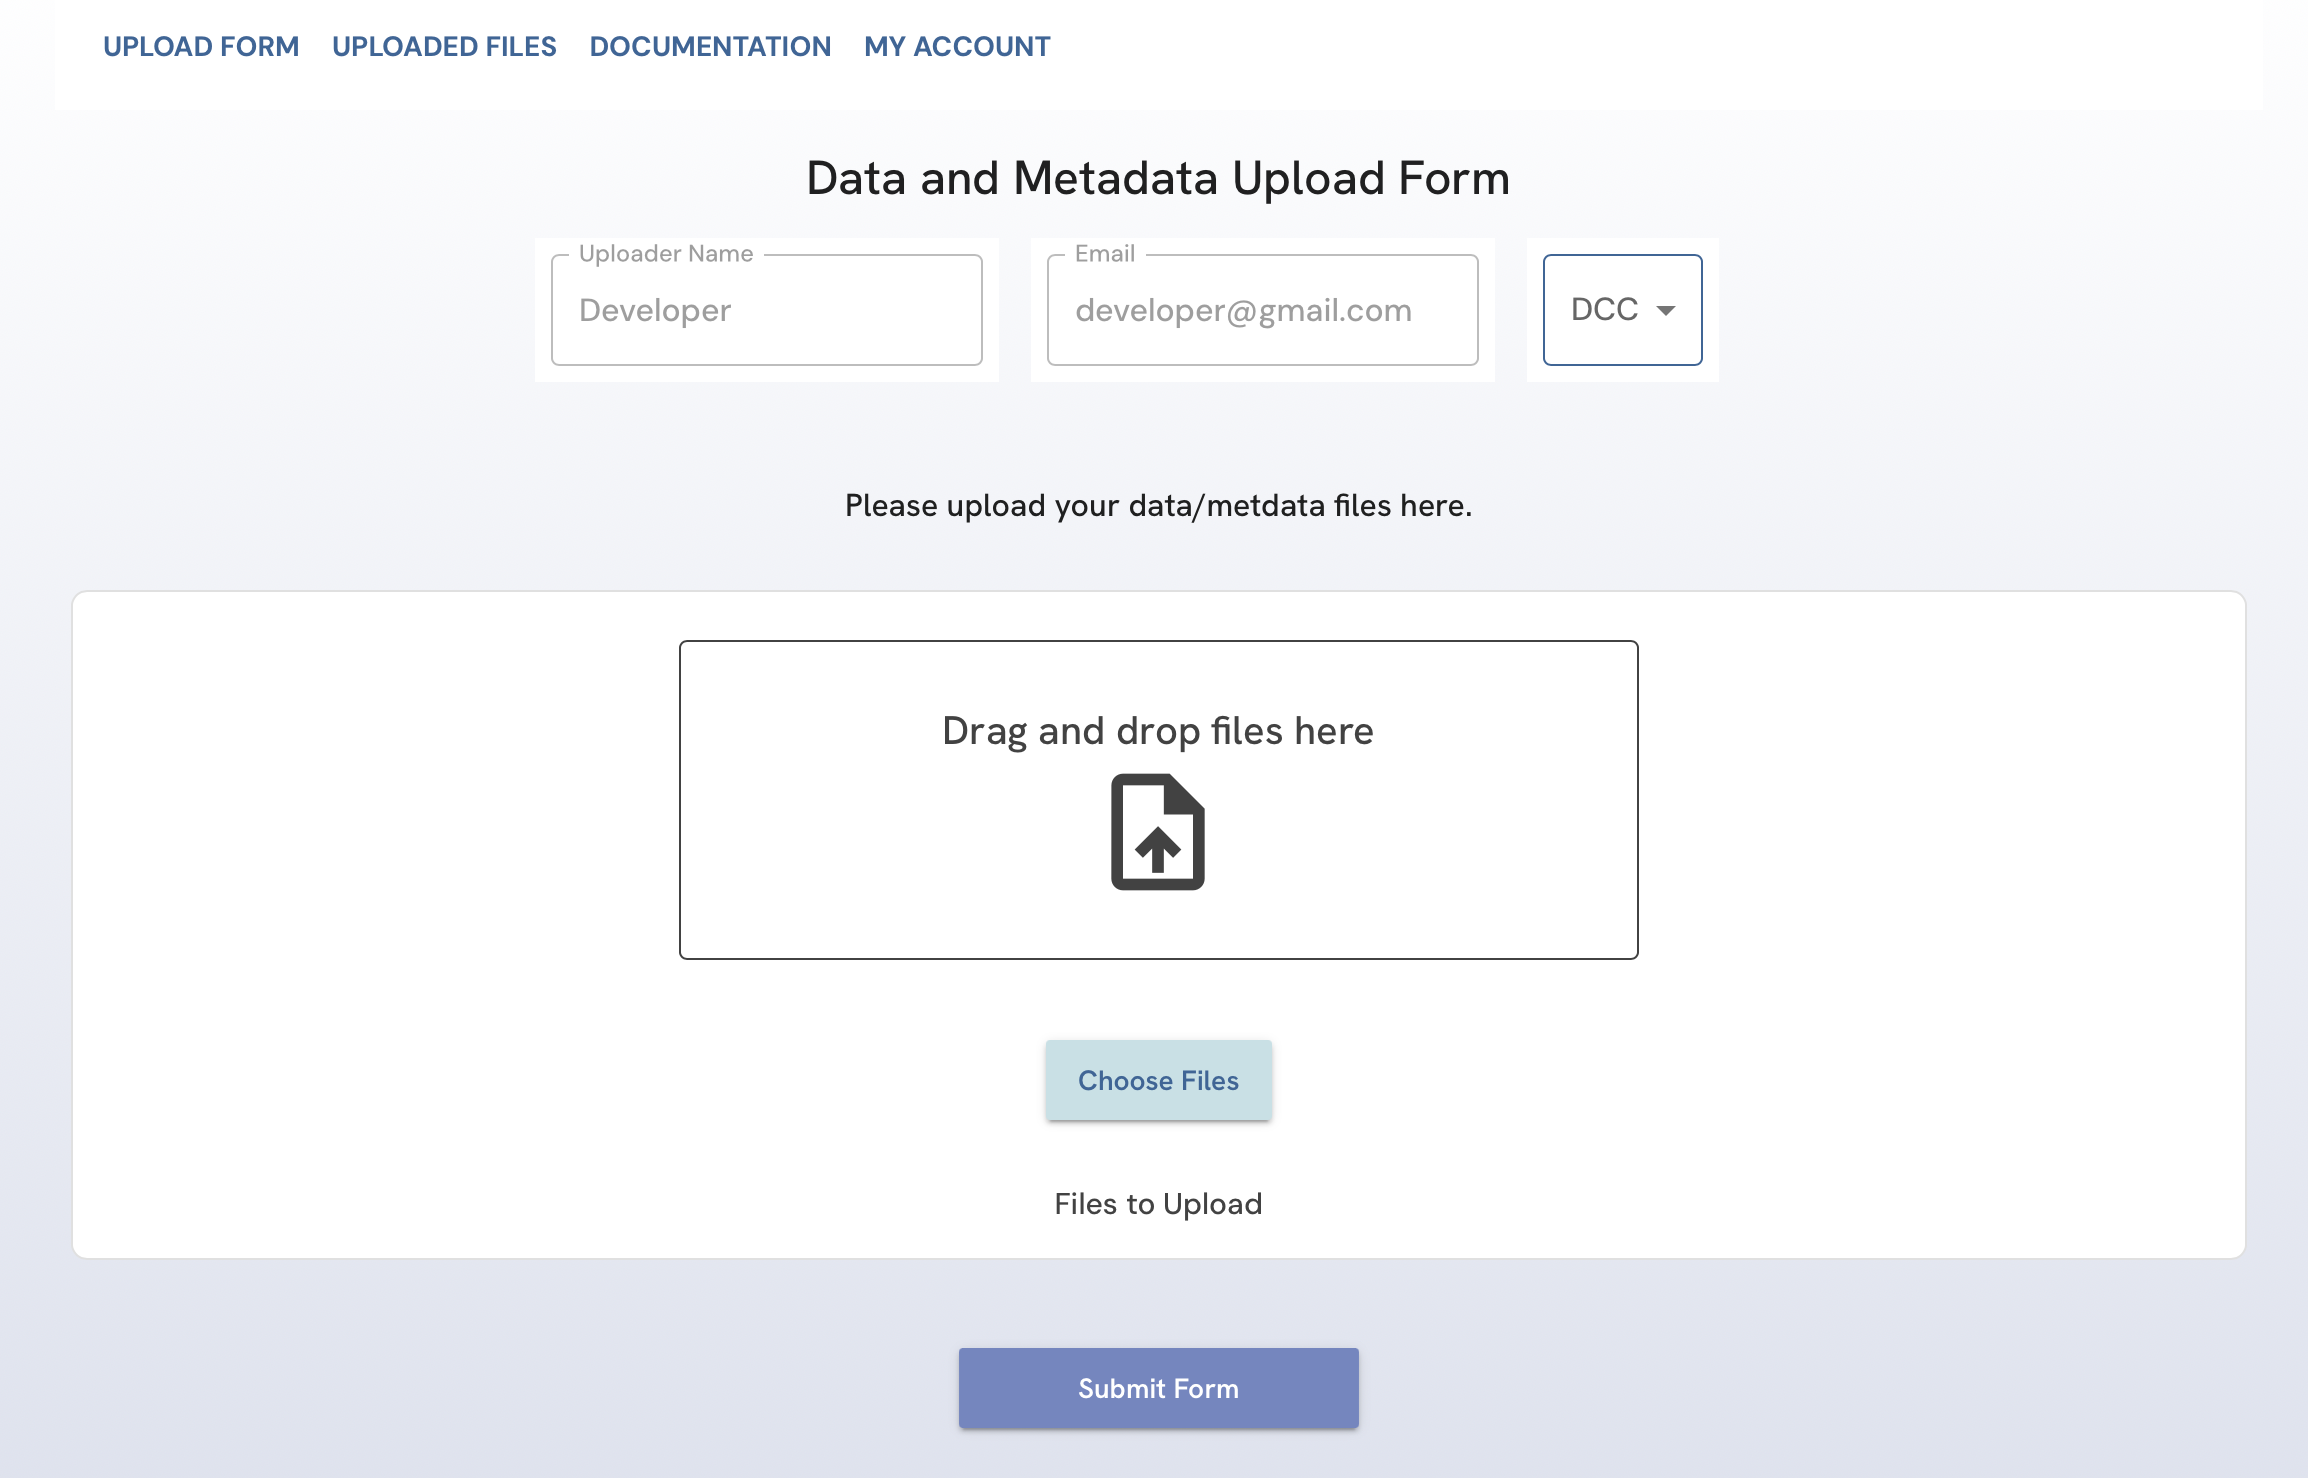 UPLOAD FORM UPLOADED FILES DOCUMENTATION MY ACCOUNT
Data and Metadata Upload Form
Uploader Name
Developer
Email
developer@gmail.com
DCC
Please upload your data/metdata files here.
Drag and drop files here
Choose Files
Files to Upload
Submit Form